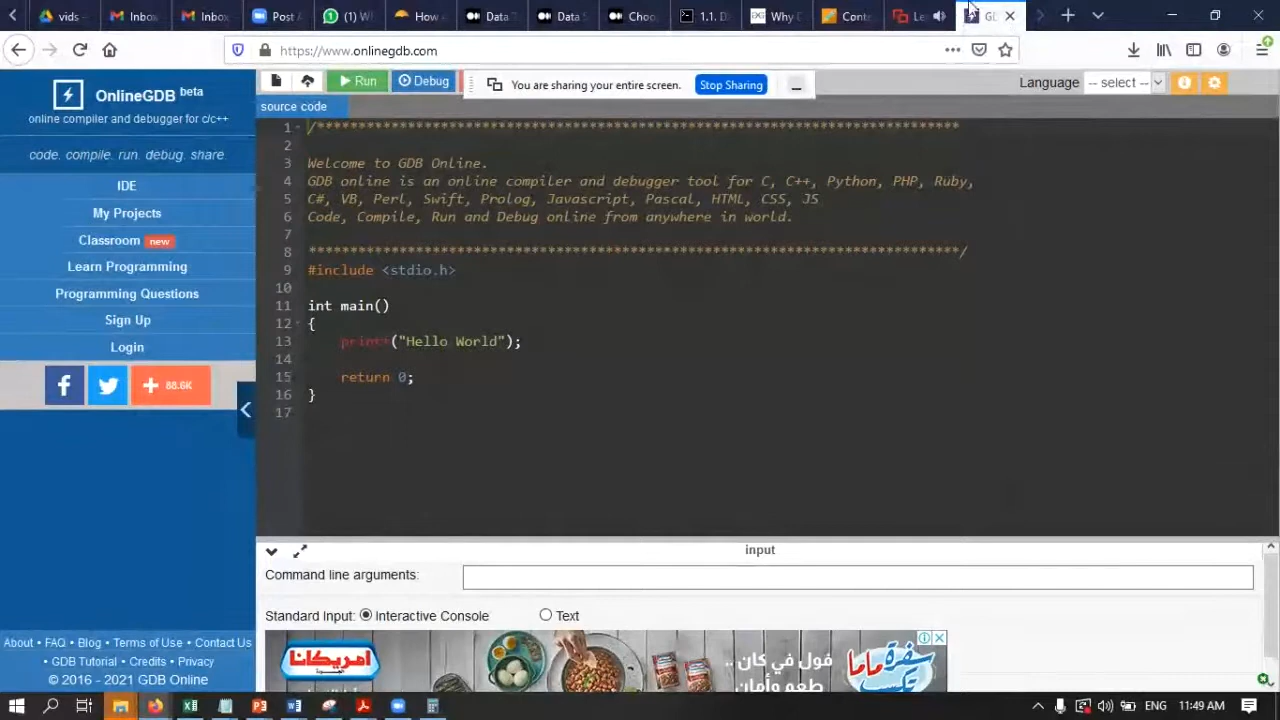 vids -
Inbox
Inbox
Post
(1) W
How
Data
Data S
Choo
1.1. D
Why D
Conte
Le
GD
https://www.onlinegdb.com
OnlineGDB beta
online compiler and debugger for c/c++
code. compile. run. debug. share.
IDE
My Projects
Classroom new
Learn Programming
Programming Questions
Sign Up
Login
88.6K
About • FAQ • Blog • Terms of Use • Contact Us
• GDB Tutorial • Credits • Privacy
© 2016 - 2021 GDB Online
Run
Debug
You are sharing your entire screen.
Stop Sharing
Language
-- select --
source code
1 /******************************************************************************
2
3 Welcome to GDB Online.
4 GDB online is an online compiler and debugger tool for C, C++, Python, PHP, Ruby,
5 C#, VB, Perl, Swift, Prolog, Javascript, Pascal, HTML, CSS, JS
6 Code, Compile, Run and Debug online from anywhere in world.
7
8 *******************************************************************************/
9 #include <stdio.h>
10
11 int main()
12 {
13 printf("Hello World");
14
15 return 0;
16 }
17
input
Command line arguments:
Standard Input:
Interactive Console
Text
امريكانا
فول في كان ..
طعم وأمان
سفرة ماما
ENG
11:49 AM